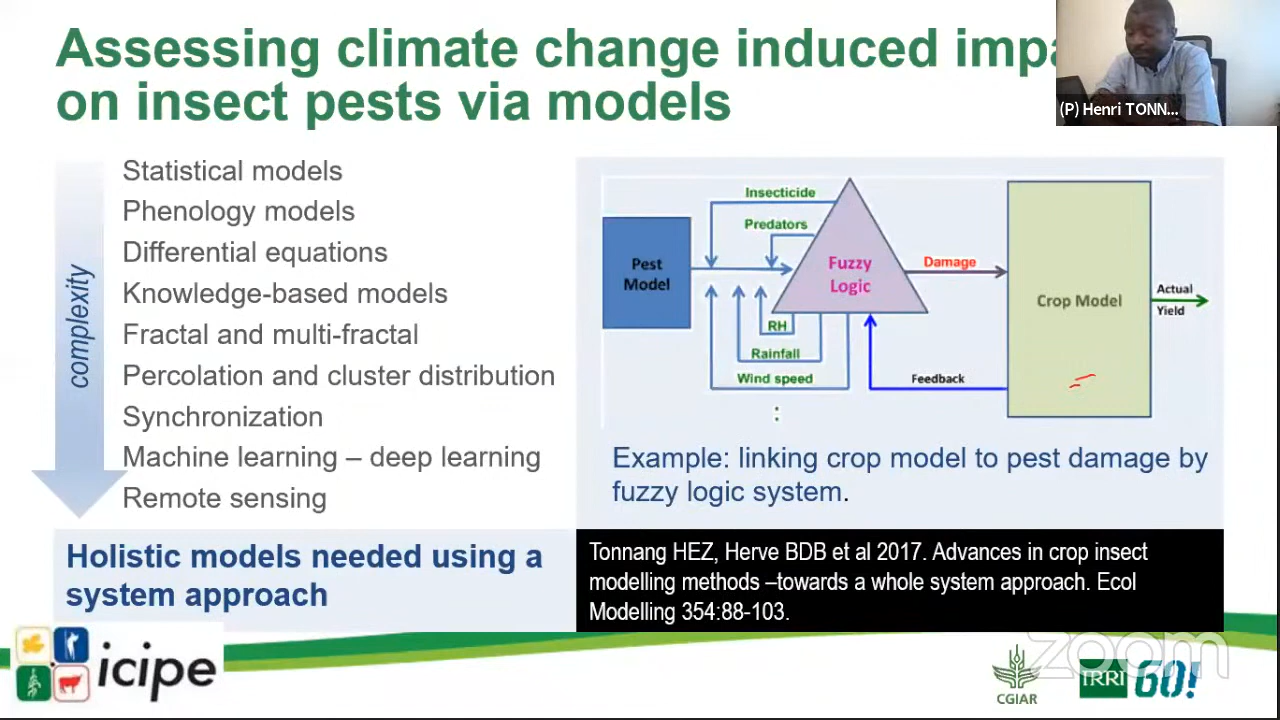 Assessing climate change induced
on insect pests via models
(P) Henri TONN...
complexity
Statistical models
Phenology models
Differential equations
Knowledge-based models
Fractal and multi-fractal
Percolation and cluster distribution
Synchronization
Machine learning – deep learning
Remote sensing
Holistic models needed using a
system approach
Insecticide
Predators
Pest
Model
Fuzzy
Logic
Damage
Crop Model
Actual
Yield
RH
Rainfall
Wind speed
Feedback
Example: linking crop model to pest damage by
fuzzy logic system.
Tonnang HEZ, Herve BDB et al 2017. Advances in crop insect
modelling methods –towards a whole system approach. Ecol
Modelling 354:88-103.
icipe
CGIAR
IRRI 60!
zoom